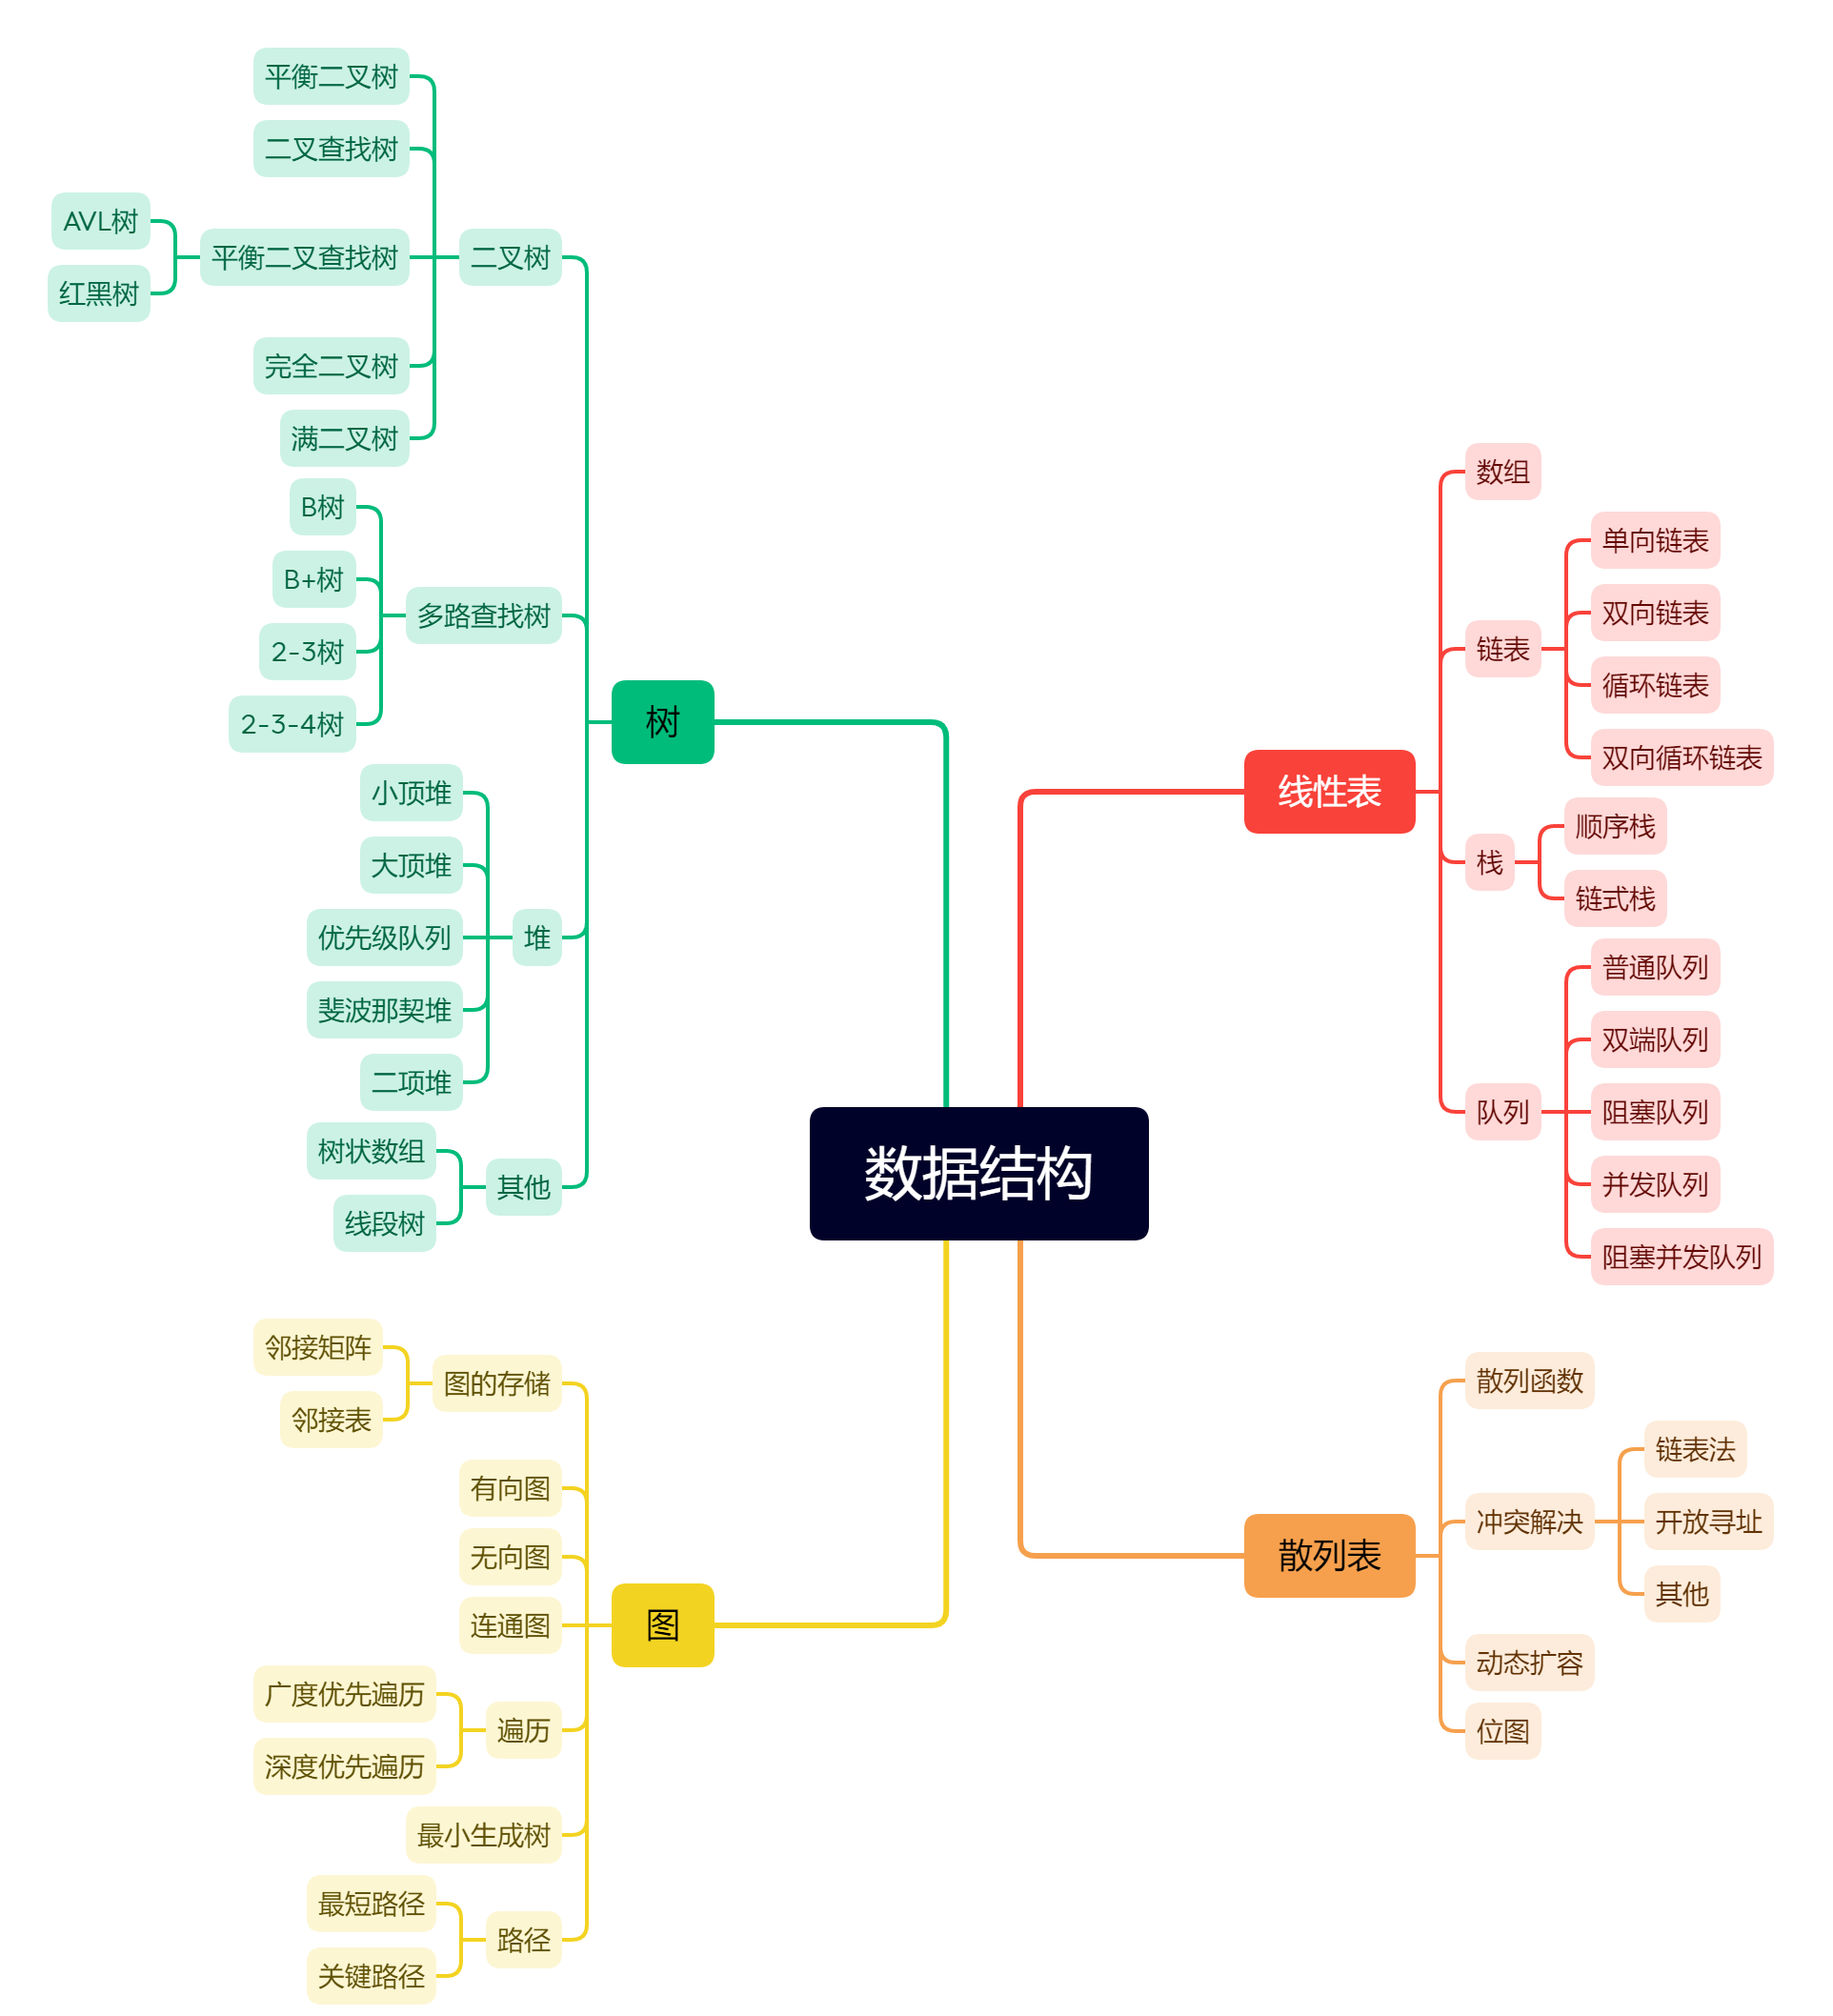 数据结构
线性表
数组
链表
单向链表
双向链表
循环链表
双向循环链表
栈
顺序栈
链式栈
队列
普通队列
双端队列
阻塞队列
并发队列
阻塞并发队列
散列表
散列函数
冲突解决
链表法
开放寻址
其他
动态扩容
位图
树
二叉树
平衡二叉树
二叉查找树
平衡二叉查找树
AVL树
红黑树
完全二叉树
满二叉树
多路查找树
B树
B+树
2-3树
2-3-4树
堆
小顶堆
大顶堆
优先级队列
斐波那契堆
二项堆
其他
树状数组
线段树
图
图的存储
邻接矩阵
邻接表
有向图
无向图
连通图
遍历
广度优先遍历
深度优先遍历
最小生成树
路径
最短路径
关键路径